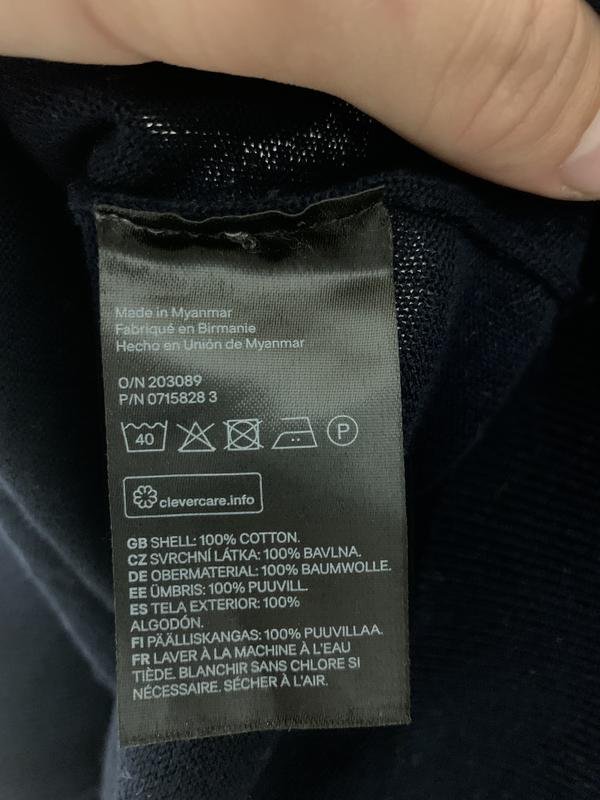 Made in Myanmar
Fabriqué en Birmanie
Hecho en Unión de Myanmar
O/N 203089
P/N 0715828 3
40 P
clevercare.info
GB SHELL: 100% COTTON.
CZ SVRCHNÍ LÁTKA: 100% BAVLNA.
DE OBERMATERIAL: 100% BAUMWOLLE.
EE ÜMBRIS: 100% PUUVILL.
ES TELA EXTERIOR: 100%
ALGODÓN.
FI PÄÄLLISKANGAS: 100% PUUVILLAA.
FR LAVER À LA MACHINE À L'EAU
TIÈDE. BLANCHIR SANS CHLORE SI
NÉCESSAIRE. SÉCHER À L'AIR.